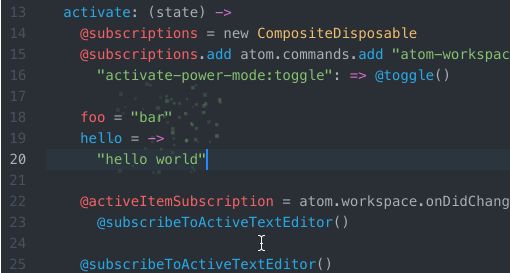 13 activate: (state) ->
14 @subscriptions = new CompositeDisposable
15 @subscriptions.add atom.commands.add "atom-workspac
16 "activate-power-mode:toggle": => @toggle()
17
18 foo = "bar"
19 hello = ->
20 "hello world"
21
22 @activeItemSubscription = atom.workspace.onDidChang
23 @subscribeToActiveTextEditor()
24
25 @subscribeToActiveTextEditor()